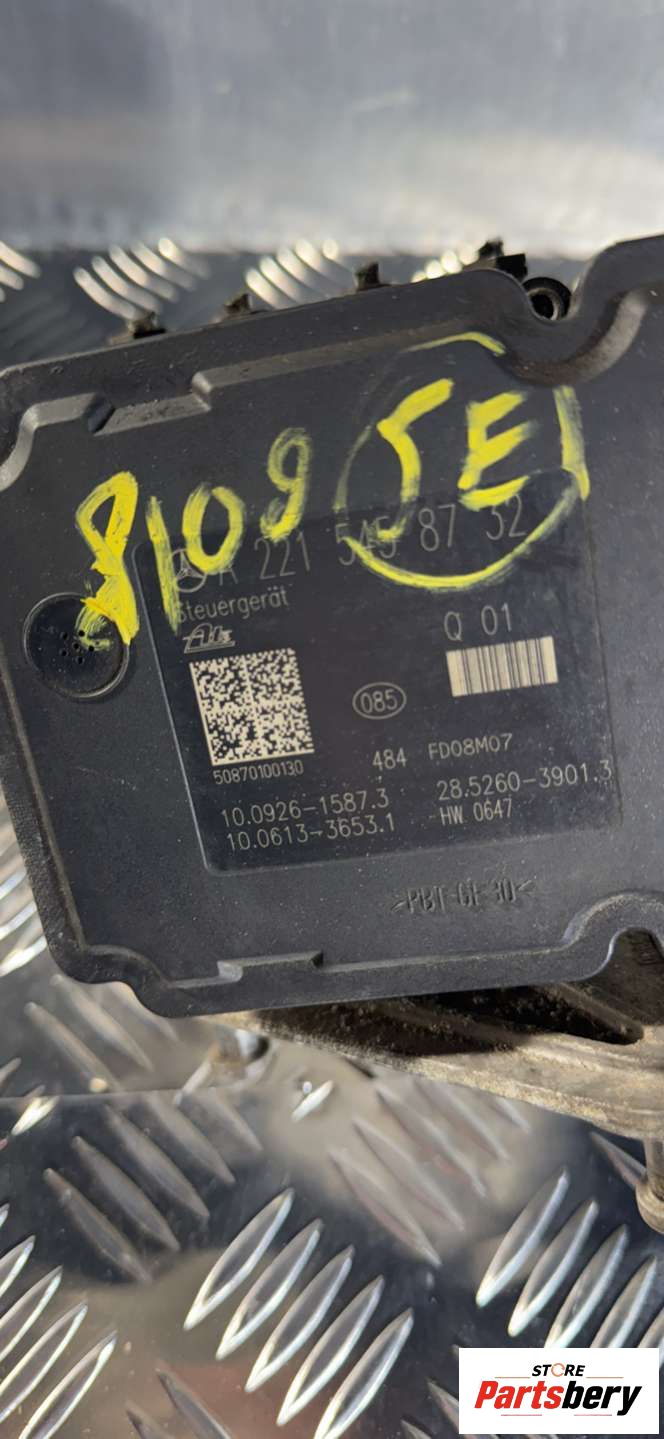 8109 5E
A 221 545 87 32
Steuergerät
Ate
Q 01
085
50870100130
484 FD08M07
10.0926-1587.3 28.5260-3901.3
10.0613-3653.1 HW 0647
>PBT-GF30<
STORE
Partsbery